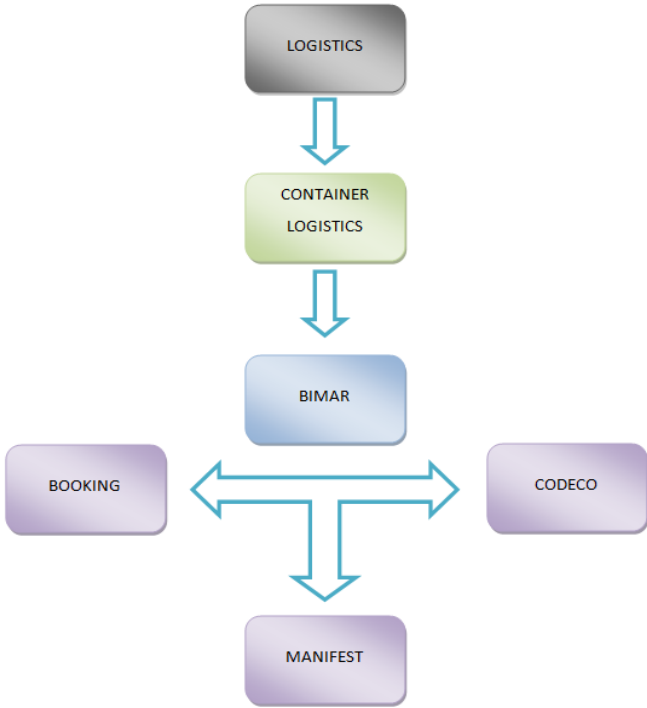 LOGISTICS
CONTAINER
LOGISTICS
BIMAR
BOOKING
CODECO
MANIFEST